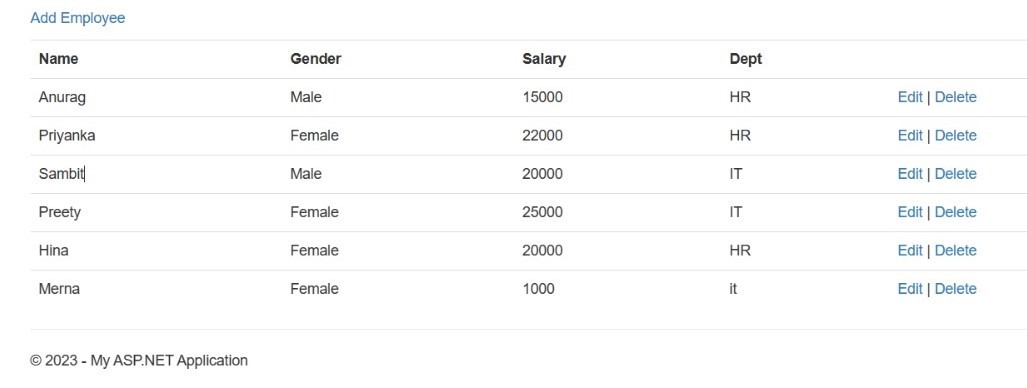 Add Employee
Name Gender Salary Dept
Anurag Male 15000 HR Edit | Delete
Priyanka Female 22000 HR Edit | Delete
Sambit Male 20000 IT Edit | Delete
Preety Female 25000 IT Edit | Delete
Hina Female 20000 HR Edit | Delete
Merna Female 1000 it Edit | Delete
© 2023 - My ASP.NET Application